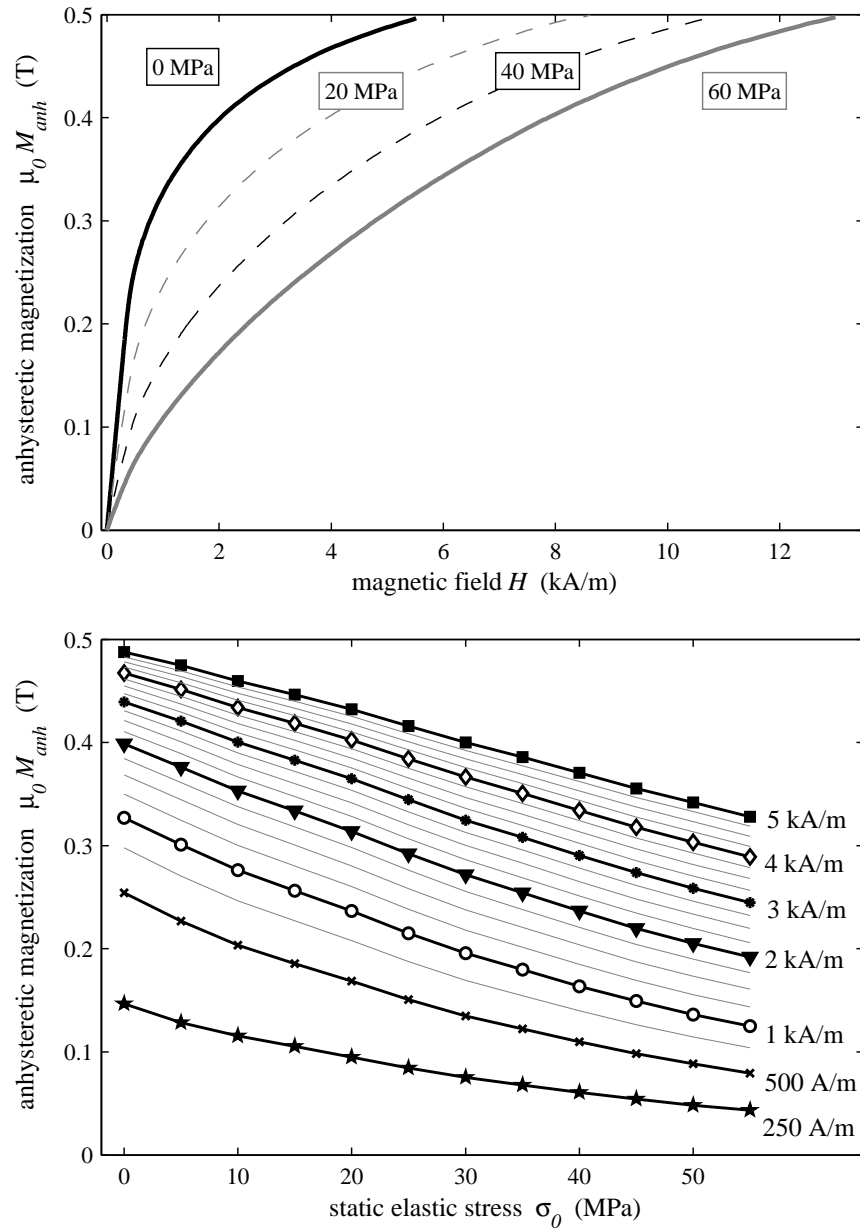 0.5
0.4
0.3
0.2
0.1
0
anhysteretic magnetization μ0 Manh (T)
0 MPa
20 MPa
40 MPa
60 MPa
0 2 4 6 8 10 12
magnetic field H (kA/m)
0.5
0.4
0.3
0.2
0.1
0
anhysteretic magnetization μ0 Manh (T)
5 kA/m
4 kA/m
3 kA/m
2 kA/m
1 kA/m
500 A/m
250 A/m
0 10 20 30 40 50
static elastic stress σ0 (MPa)